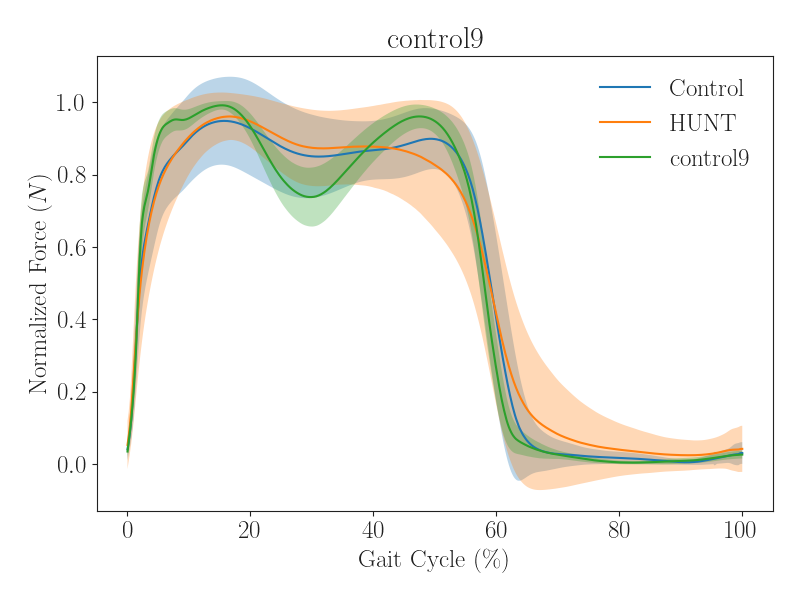 control9
Control
HUNT
control9
Normalized Force (N)
1.0
0.8
0.6
0.4
0.2
0.0
0 20 40 60 80 100
Gait Cycle (%)